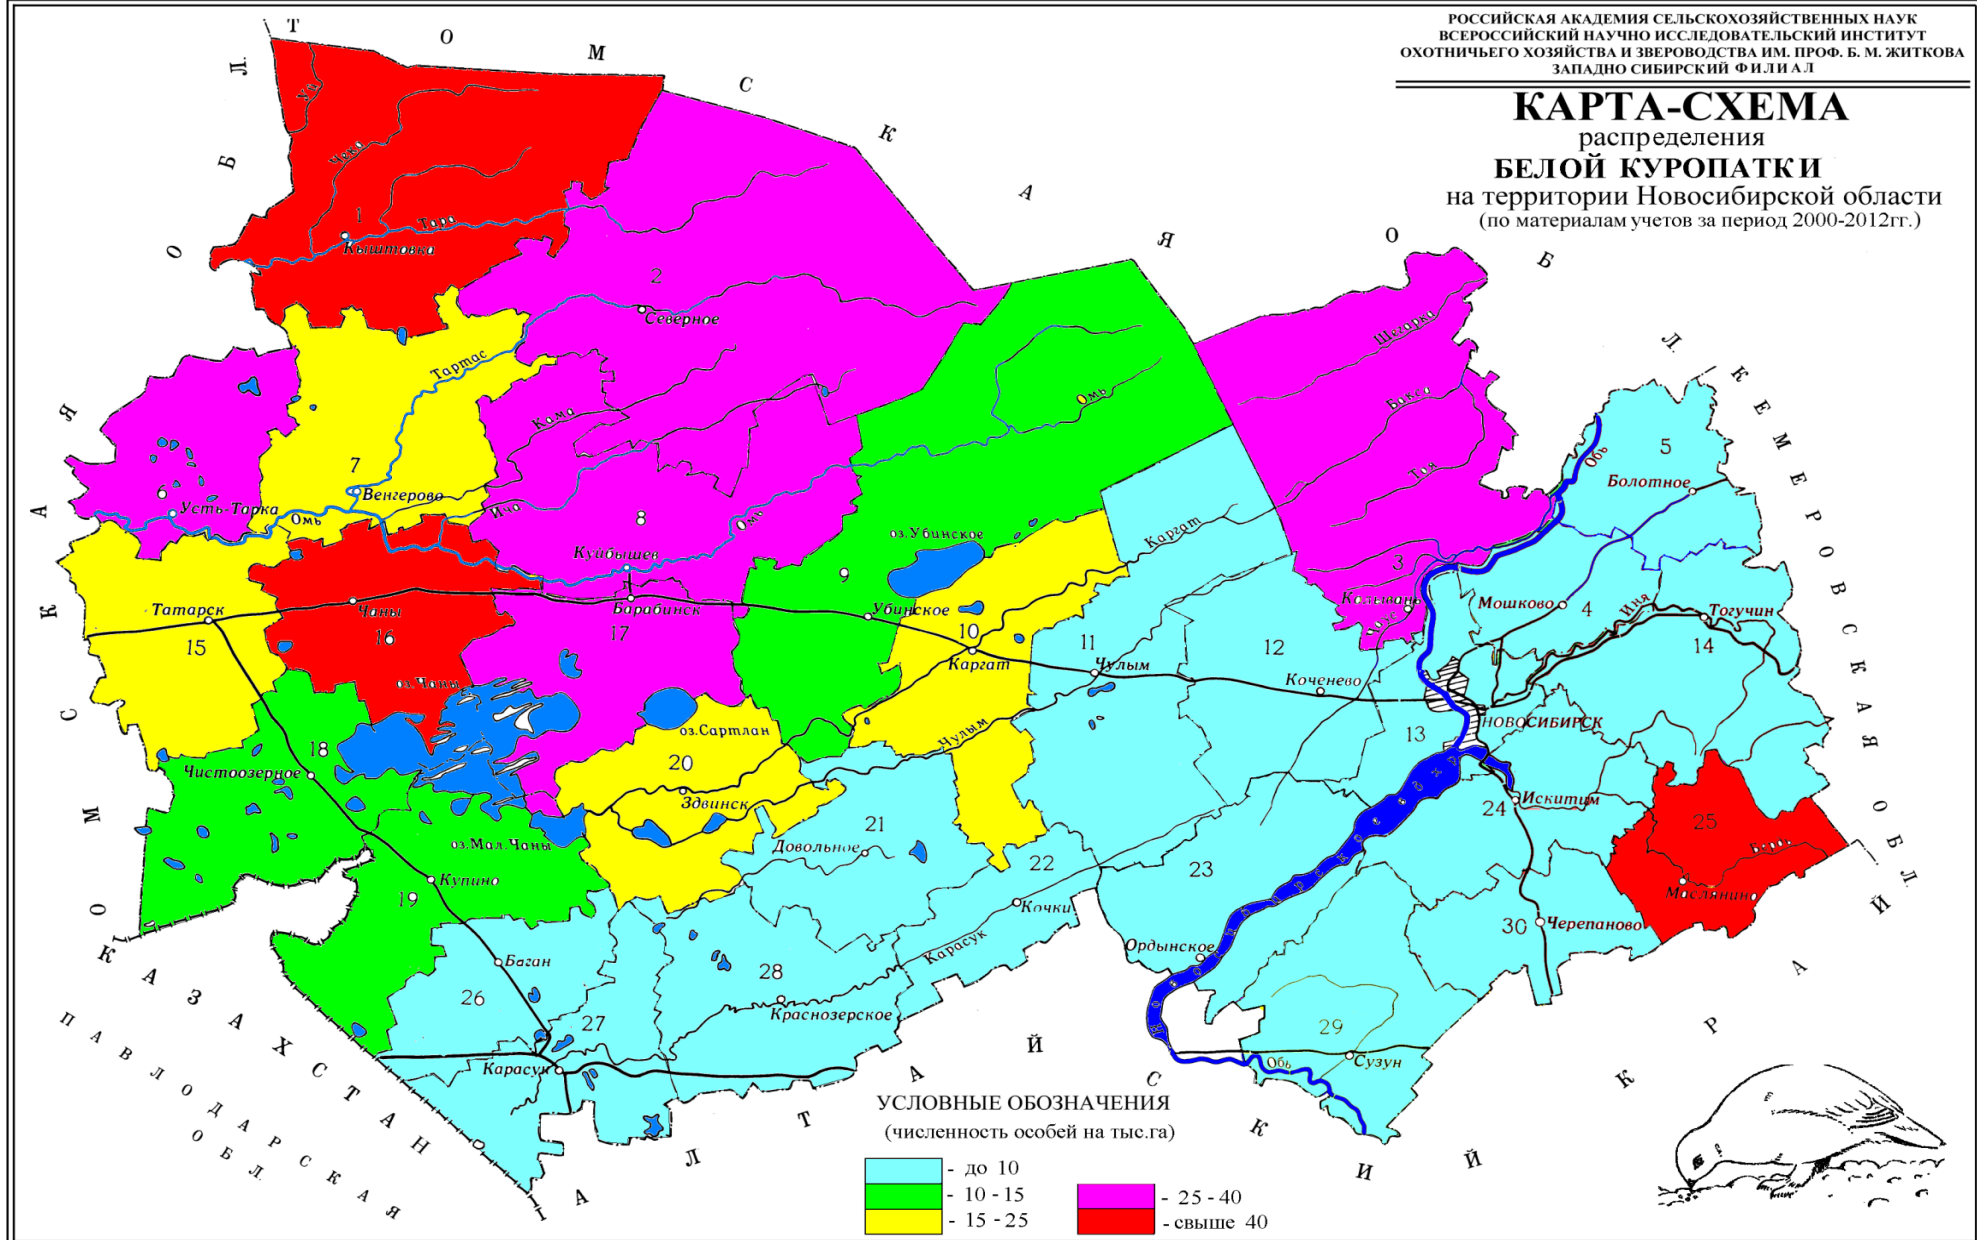 РОССИЙСКАЯ АКАДЕМИЯ СЕЛЬСКОХОЗЯЙСТВЕННЫХ НАУК
ВСЕРОССИЙСКИЙ НАУЧНО ИССЛЕДОВАТЕЛЬСКИЙ ИНСТИТУТ
ОХОТНИЧЬЕГО ХОЗЯЙСТВА И ЗВЕРОВОДСТВА ИМ. ПРОФ. Б. М. ЖИТКОВА
ЗАПАДНО СИБИРСКИЙ ФИЛИАЛ
КАРТА-СХЕМА
распределения
БЕЛОЙ КУРОПАТКИ
на территории Новосибирской области
(по материалам учетов за период 2000-2012гг.)
ТОМСКАЯ ОБЛ.
КЕМЕРОВСКАЯ ОБЛ.
ОМСКАЯ ОБЛ.
КАЗАХСТАН
ПАВЛОДАРСКАЯ
ОБЛ.
АЛТАЙСКИЙ КРАЙ
Уй
Чека
1
Тара
Кыштовка
2
Северное
Тартас
Шегарка
Бакса
Тоя
Кама
Омь
Обь
5
Болотное
6
Усть-Тарка
7
Венгерово
Омь
Ича
8
Омь
Куйбышев
оз.Убинское
Каргат
3
Колывань
Чаус
Мошково
4
Иня
Тогучин
14
Татарск
15
Чаны
16
Барабинск
17
9
Убинское
10
Каргат
11
Чулым
12
Коченево
оз.Чаны
оз.Сартлан
Чулым
НОВОСИБИРСК
13
18
Чистоозерное
20
Здвинск
21
Довольное
22
23
24
Искитим
25
Бердь
Маслянино
оз.Мал.Чаны
Купино
19
Кочки
Карасук
Ордынское
30
Черепаново
26
Баган
27
28
Краснозерское
Карасук
29
Сузун
Обь
УСЛОВНЫЕ ОБОЗНАЧЕНИЯ
(численность особей на тыс.га)
- до 10
- 10 - 15
- 15 - 25
- 25 - 40
- свыше 40